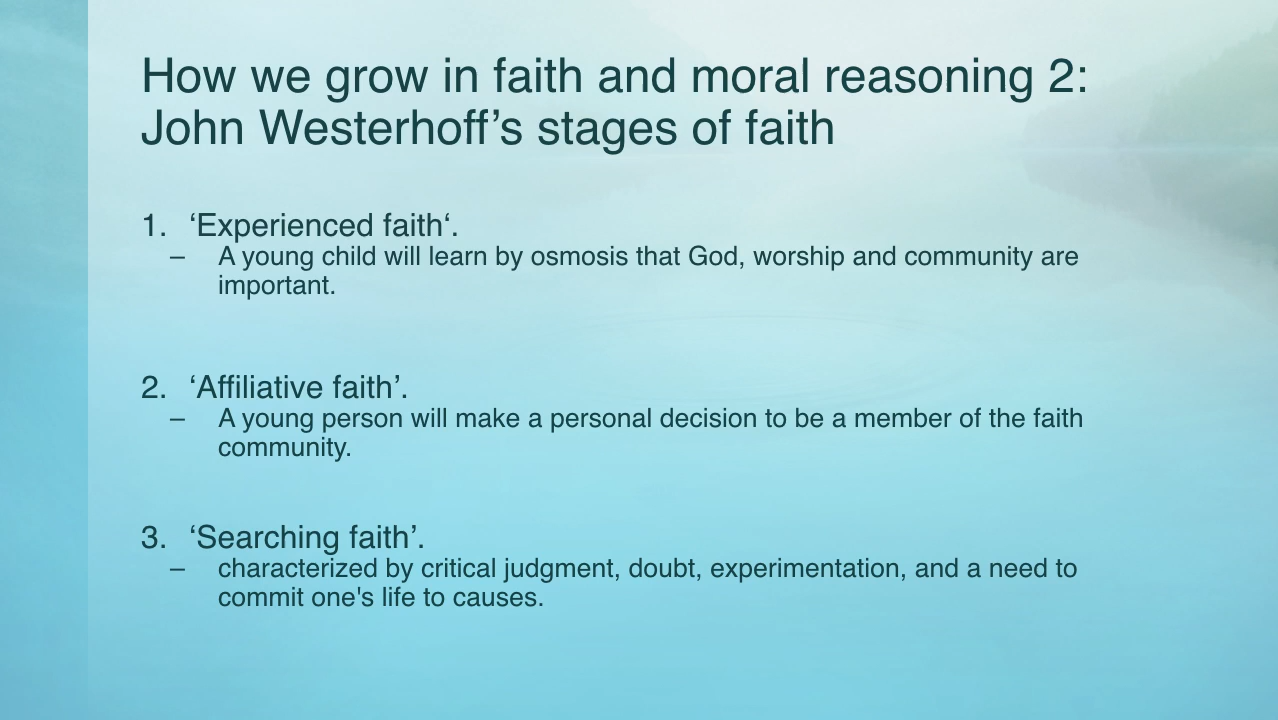 How we grow in faith and moral reasoning 2:
John Westerhoff’s stages of faith
1. ‘Experienced faith‘.
– A young child will learn by osmosis that God, worship and community are
important.
2. ‘Affiliative faith’.
– A young person will make a personal decision to be a member of the faith
community.
3. ‘Searching faith’.
– characterized by critical judgment, doubt, experimentation, and a need to
commit one's life to causes.